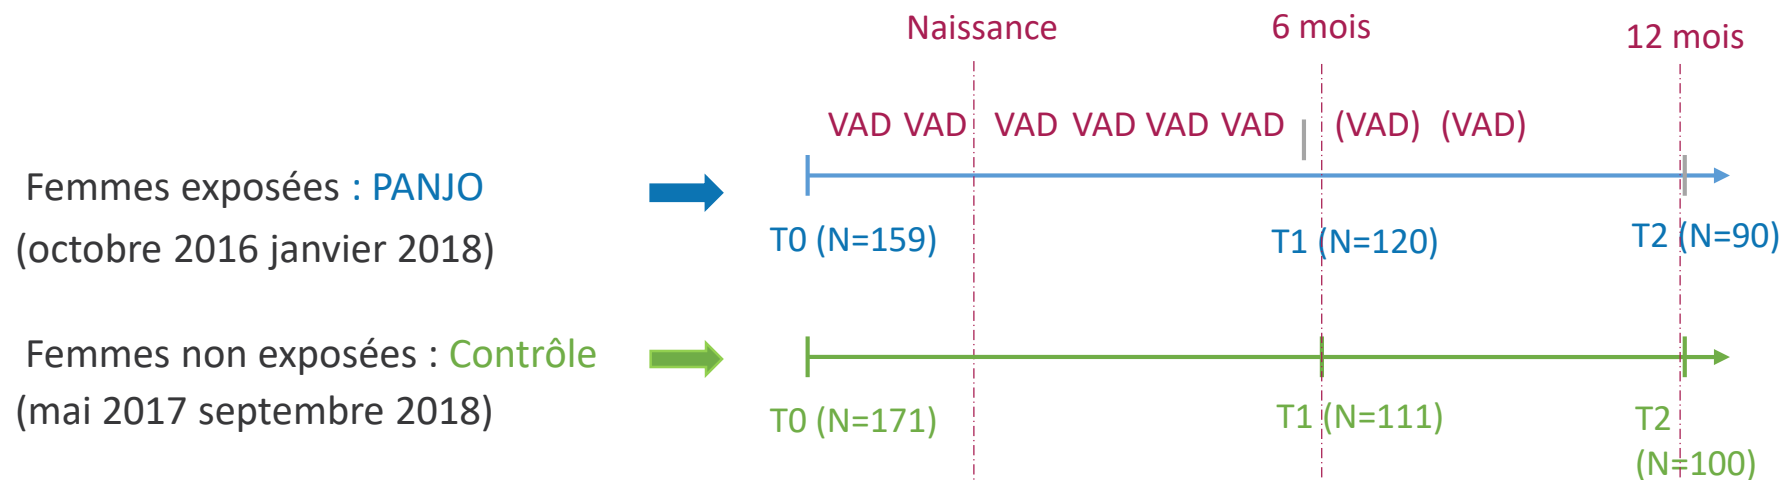 Naissance
6 mois
12 mois
VAD VAD VAD VAD VAD VAD (VAD) (VAD)
Femmes exposées : PANJO
(octobre 2016 janvier 2018)
T0 (N=159)
T1 (N=120)
T2 (N=90)
Femmes non exposées : Contrôle
(mai 2017 septembre 2018)
T0 (N=171)
T1 (N=111)
T2
(N=100)